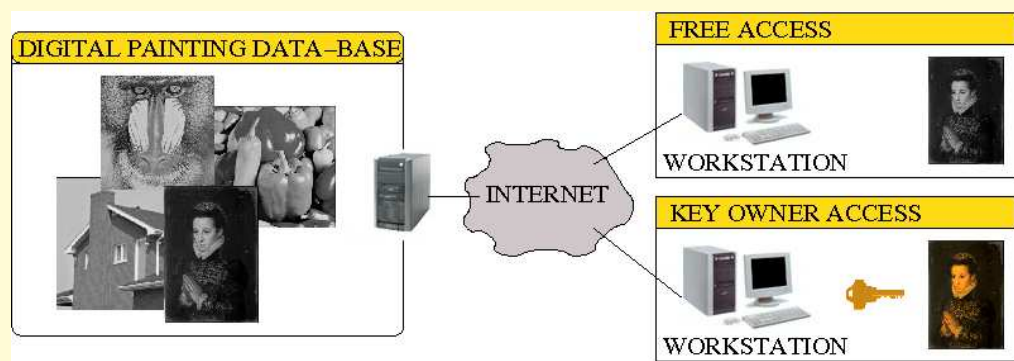 DIGITAL PAINTING DATA–BASE
INTERNET
FREE ACCESS
WORKSTATION
KEY OWNER ACCESS
WORKSTATION